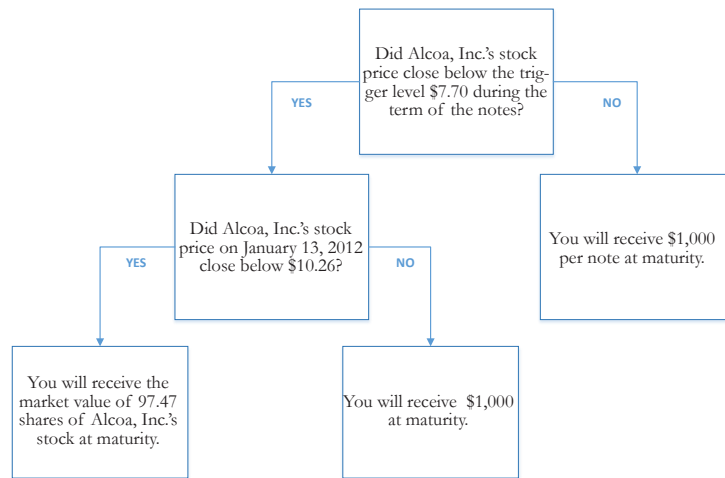 Did Alcoa, Inc.'s stock
price close below the trig-
ger level $7.70 during the
term of the notes?
YES
NO
Did Alcoa, Inc.'s stock
price on January 13, 2012
close below $10.26?
You will receive $1,000
per note at maturity.
YES
NO
You will receive the
market value of 97.47
shares of Alcoa, Inc.'s
stock at maturity.
You will receive $1,000
at maturity.